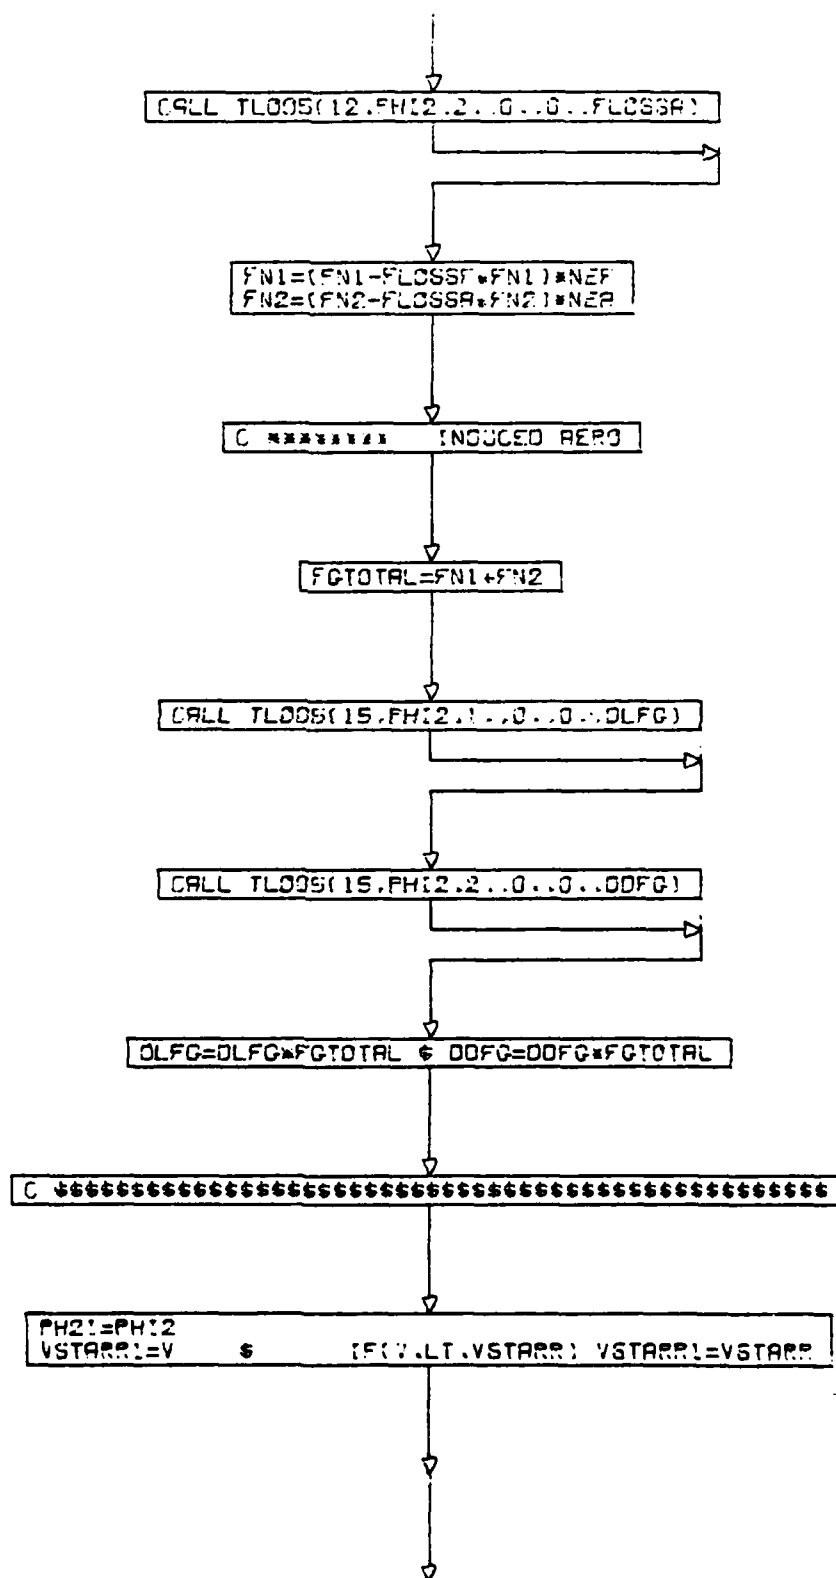 CALL TLOOS(12,PHI2,2.,0.,0.,FLOSSA)
FN1=(FN1-FLOSSF*FN1)*NEF
FN2=(FN2-FLOSSA*FN2)*NEA
C ******** INDUCED AERO
FGTOTAL=FN1+FN2
CALL TLOOS(15,PHI2,1.,0.,0.,DLFG)
CALL TLOOS(15,PHI2,2.,0.,0.,DDFG)
DLFG=DLFG*FGTOTAL $ DDFG=DDFG*FGTOTAL
C $$$$$$$$$$$$$$$$$$$$$$$$$$$$$$$$$$$$$$$$$$$$$$$$$$
PH2I=PHI2
VSTARR1=V $ IF(V.LT.VSTARR) VSTARR1=VSTARR